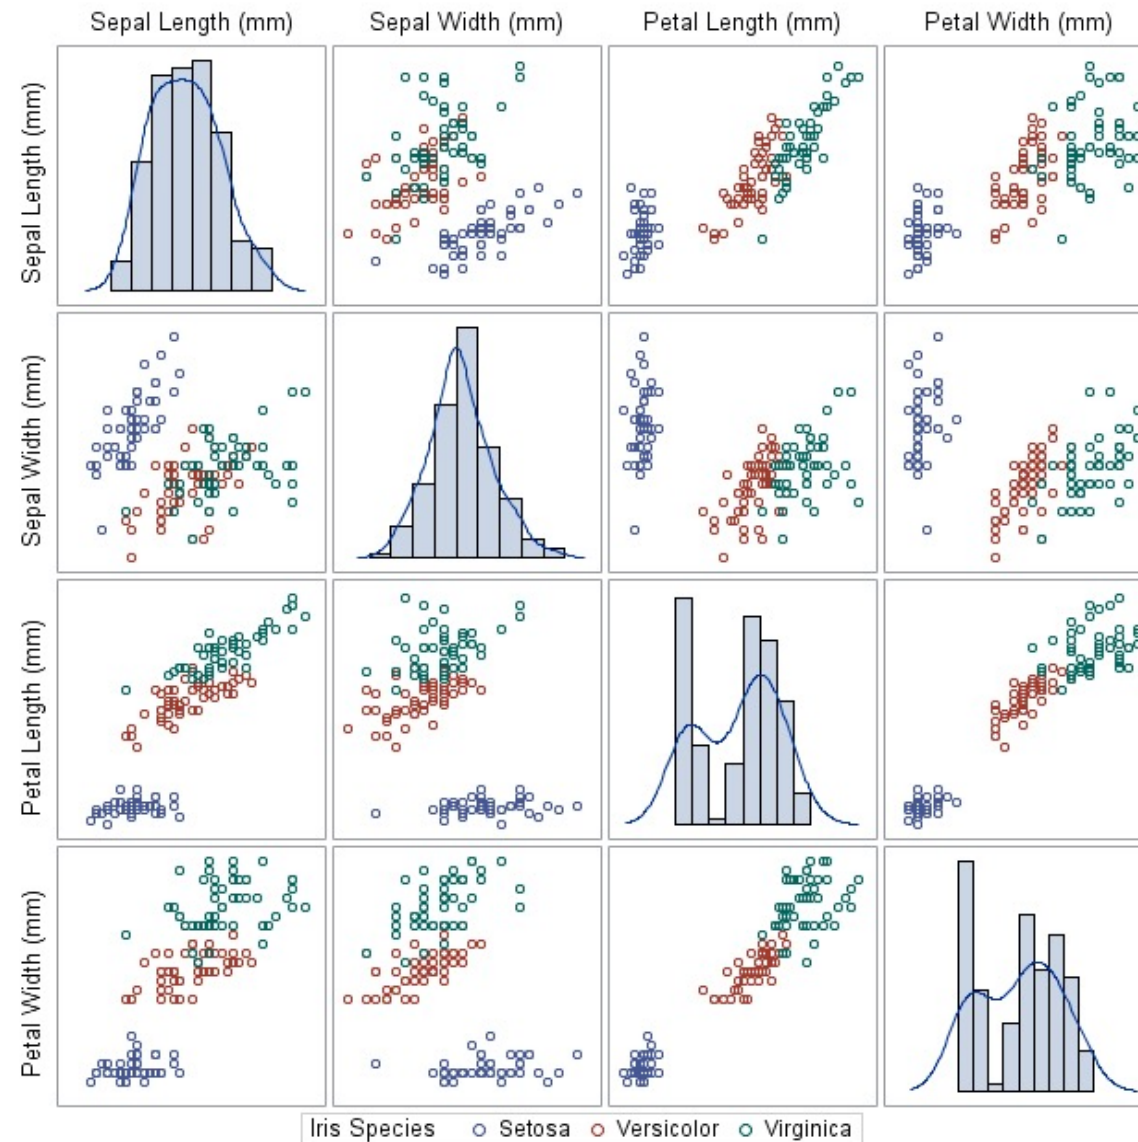 Sepal Length (mm) Sepal Width (mm) Petal Length (mm) Petal Width (mm)
Sepal Length (mm)
Sepal Width (mm)
Petal Length (mm)
Petal Width (mm)
Iris Species Setosa Versicolor Virginica